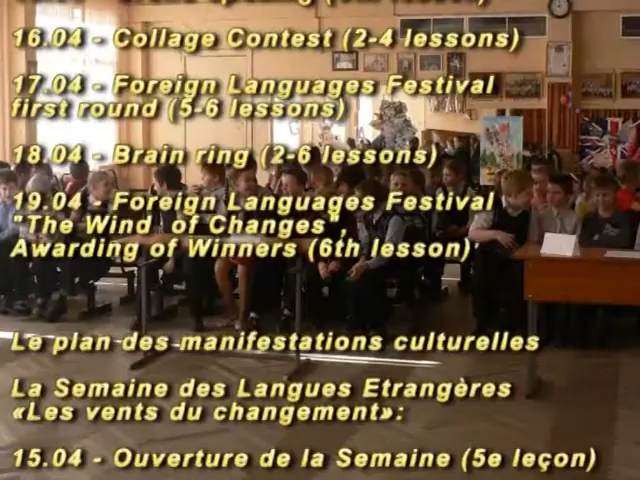 16.04 - Collage Contest (2-4 lessons)
17.04 - Foreign Languages Festival
first round (5-6 lessons)
18.04 - Brain ring (2-6 lessons)
19.04 - Foreign Languages Festival
"The Wind of Changes",
Awarding of Winners (6th lesson)
Le plan des manifestations culturelles
La Semaine des Langues Etrangères
«Les vents du changement»:
15.04 - Ouverture de la Semaine (5e leçon)